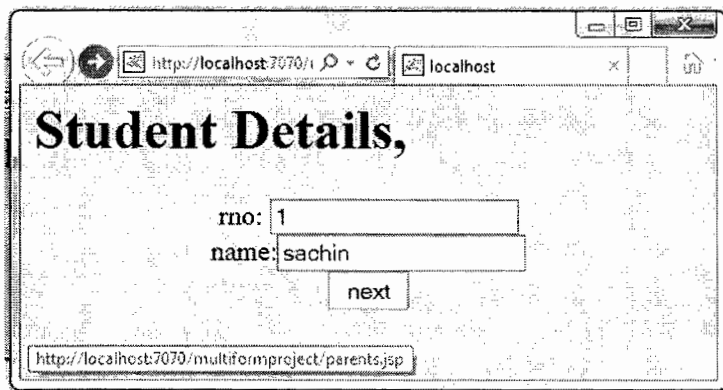 http://localhost:7070/ localhost
Student Details,
rno: 1
name: sachin
next
http://localhost:7070/multiformproject/parents.jsp